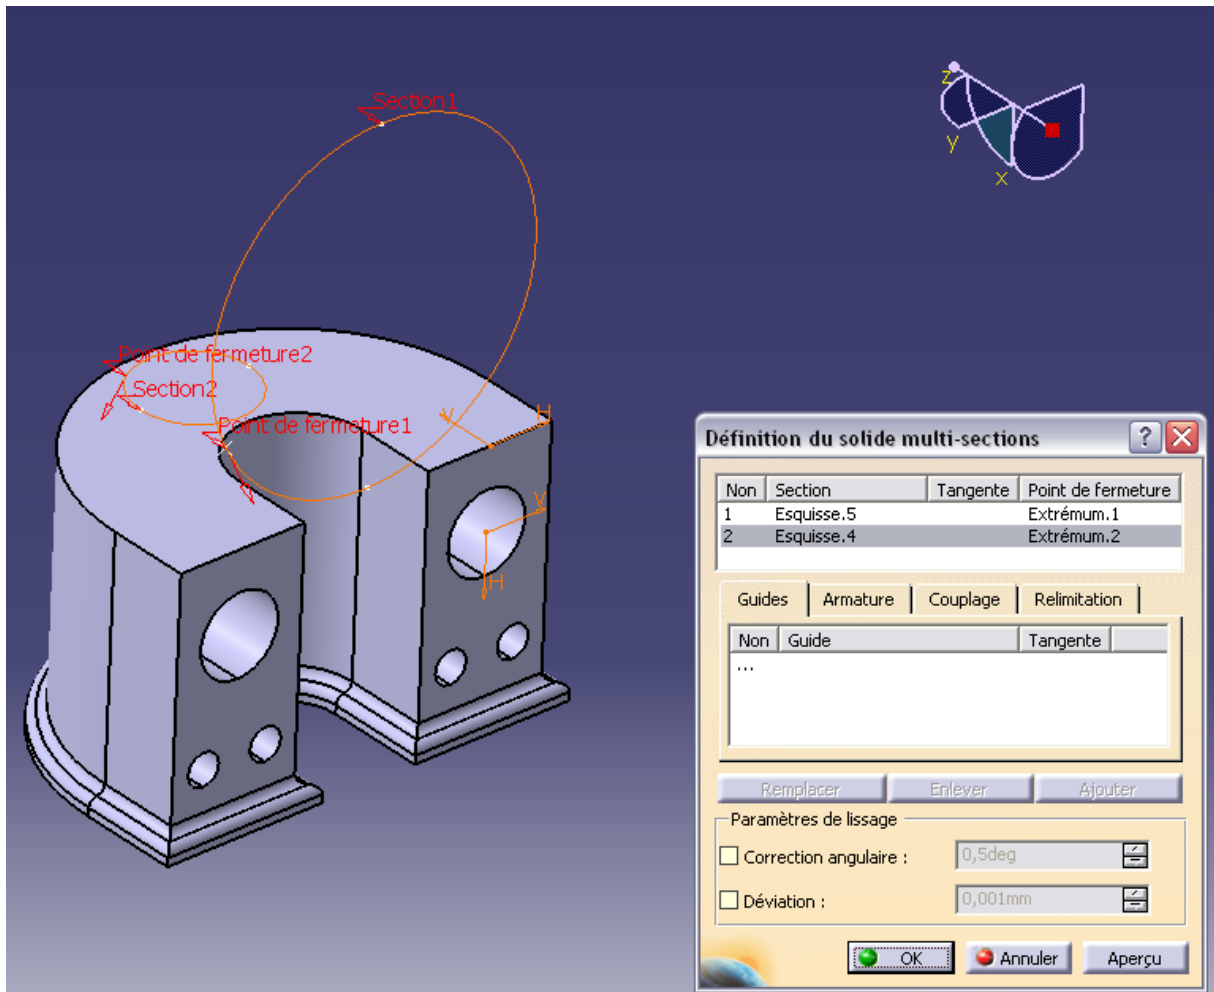 Section1
z
y
x
Point de fermeture2
Section2
Point de fermeture1
V
H
V
H
Définition du solide multi-sections
Non Section Tangente Point de fermeture
1 Esquisse.5 Extrémum.1
2 Esquisse.4 Extrémum.2
Guides Armature Couplage Relimitation
Non Guide Tangente
...
Remplacer Enlever Ajouter
Paramètres de lissage
Correction angulaire : 0,5deg
Déviation : 0,001mm
OK Annuler Aperçu